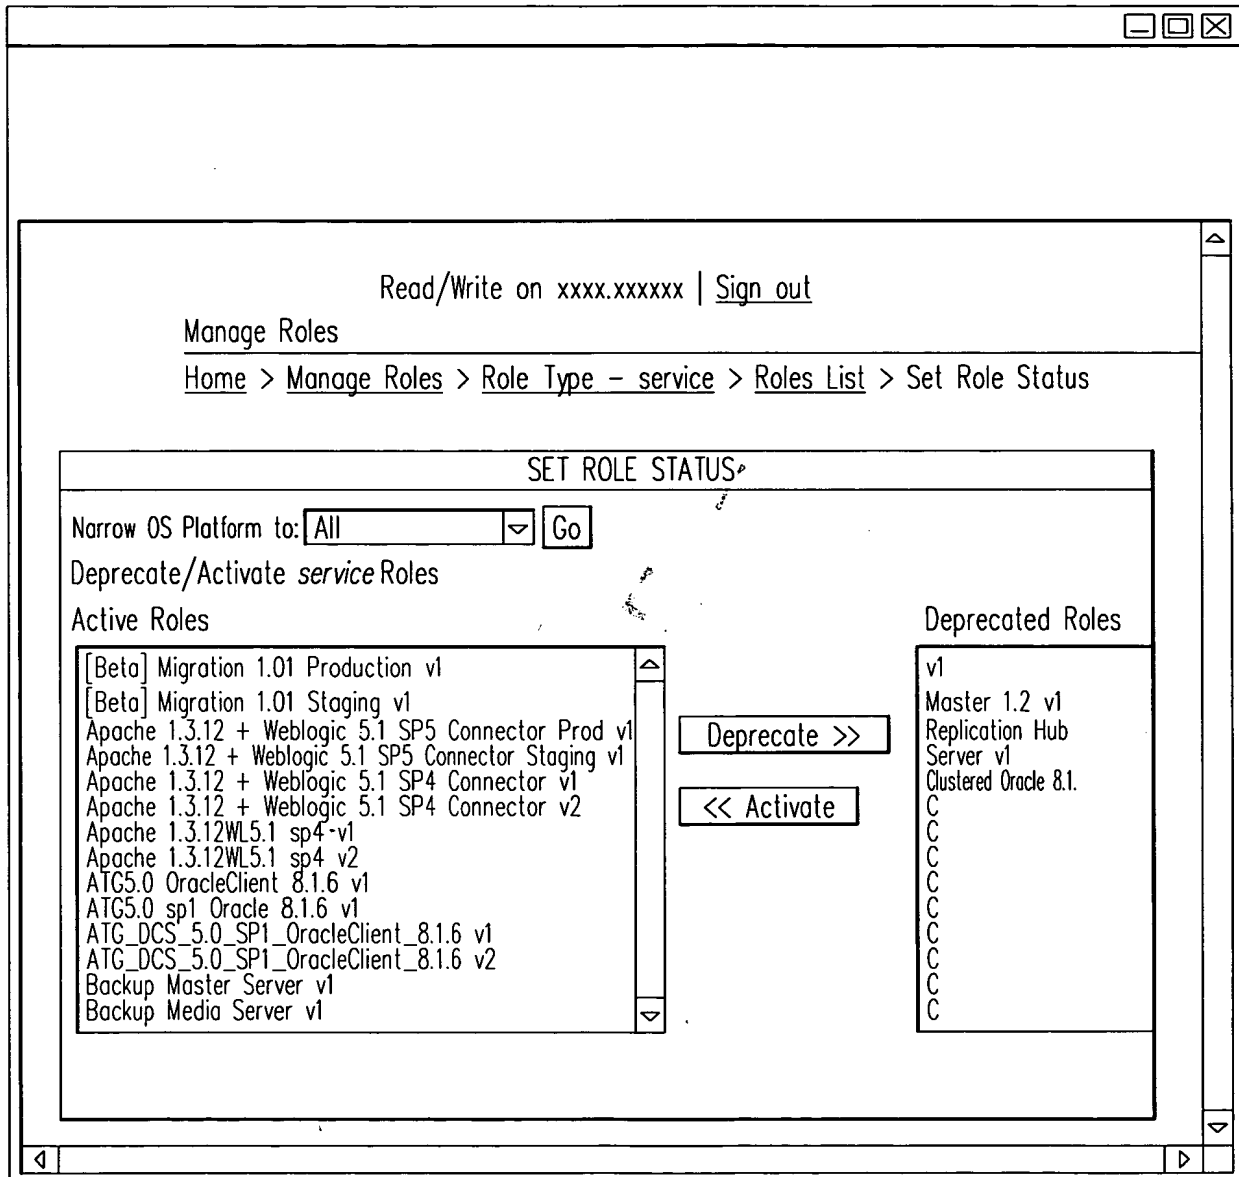 Read/Write on xxxx.xxxxxx | Sign out
Manage Roles
Home > Manage Roles > Role Type – service > Roles List > Set Role Status
SET ROLE STATUS
Narrow OS Platform to: All Go
Deprecate/Activate service Roles
Active Roles
[Beta] Migration 1.01 Production v1
[Beta] Migration 1.01 Staging v1
Apache 1.3.12 + Weblogic 5.1 SP5 Connector Prod v1
Apache 1.3.12 + Weblogic 5.1 SP5 Connector Staging v1
Apache 1.3.12 + Weblogic 5.1 SP4 Connector v1
Apache 1.3.12 + Weblogic 5.1 SP4 Connector v2
Apache 1.3.12WL5.1 sp4 v1
Apache 1.3.12WL5.1 sp4 v2
ATG5.0 OracleClient 8.1.6 v1
ATG5.0 sp1 Oracle 8.1.6 v1
ATG_DCS_5.0_SP1_OracleClient_8.1.6 v1
ATG_DCS_5.0_SP1_OracleClient_8.1.6 v2
Backup Master Server v1
Backup Media Server v1
Deprecate >>
<< Activate
Deprecated Roles
v1
Master 1.2 v1
Replication Hub
Server v1
Clustered Oracle 8.1.
C
C
C
C
C
C
C
C
C